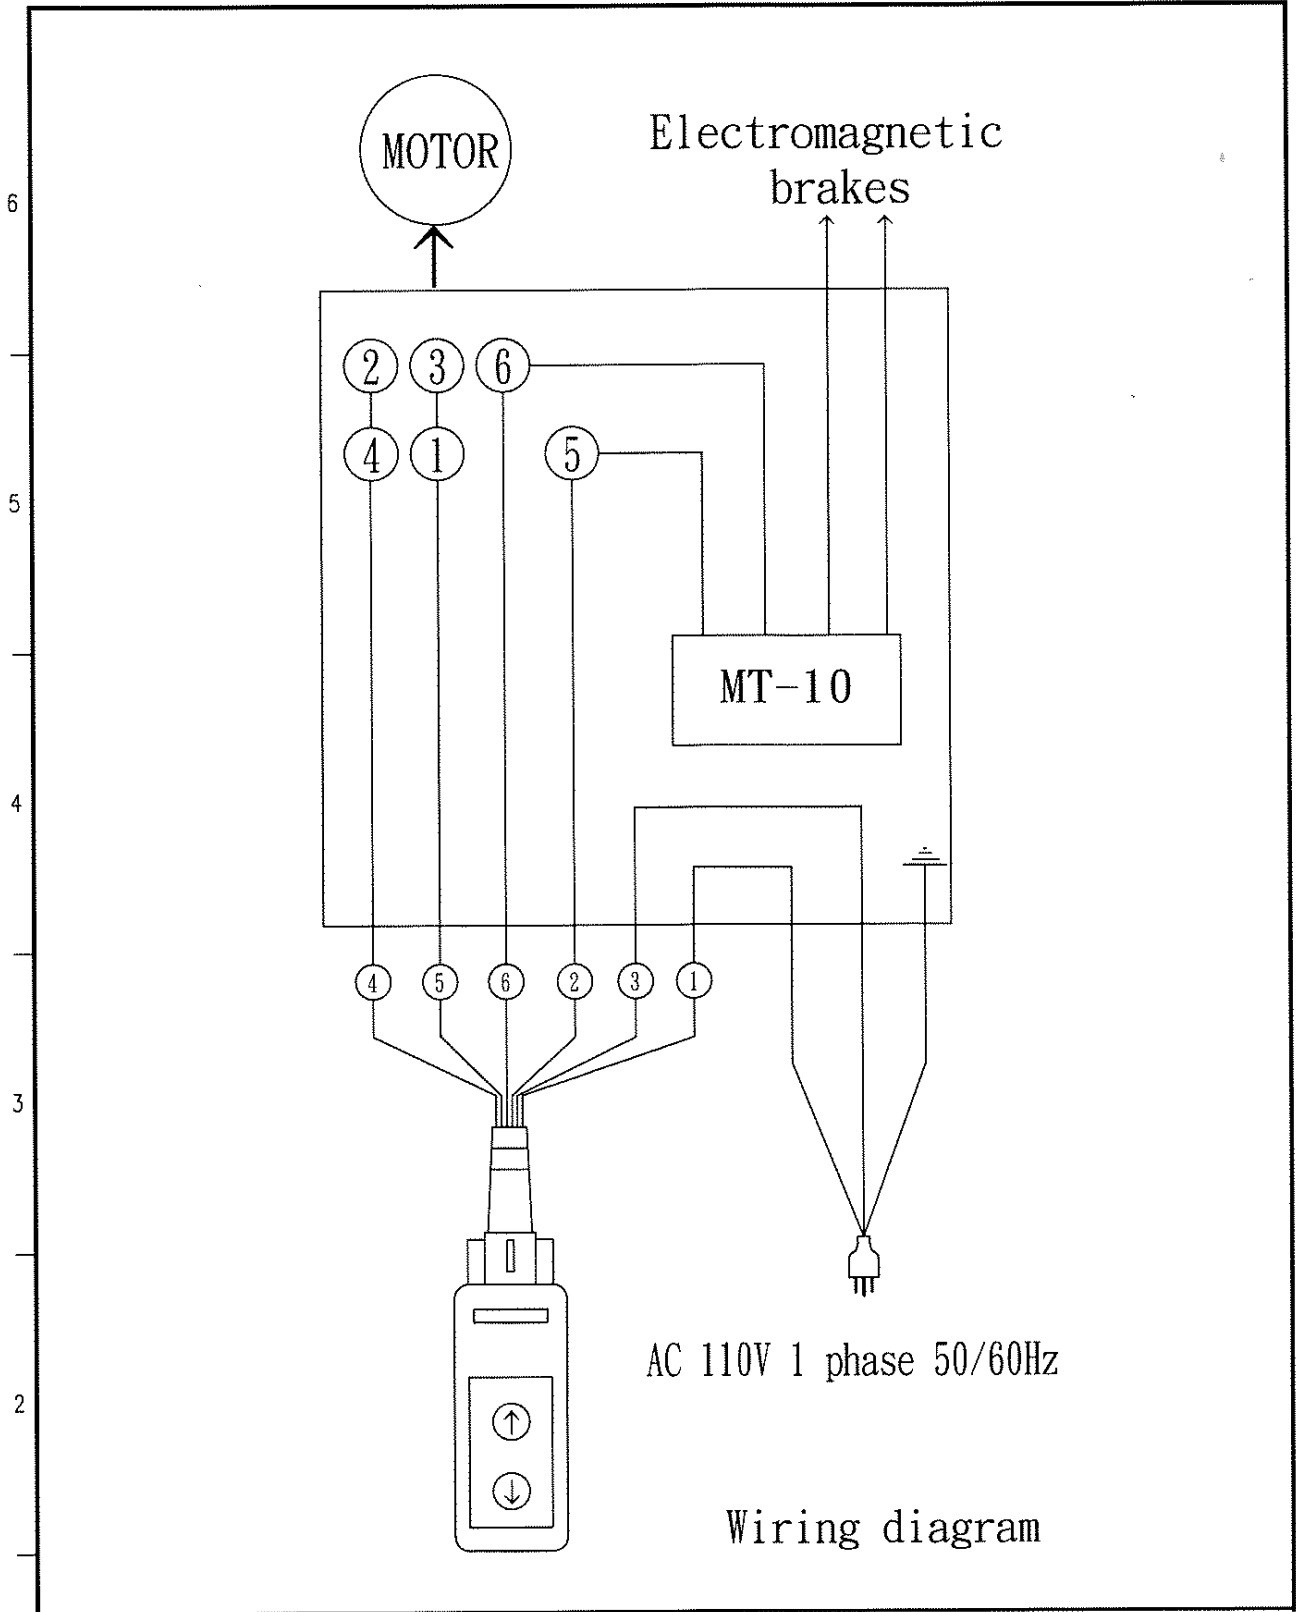 MOTOR
Electromagnetic
brakes
6
2 3 6
4 1 5
5
MT-10
4
4 5 6 2 3 1
3
AC 110V 1 phase 50/60Hz
2
Wiring diagram